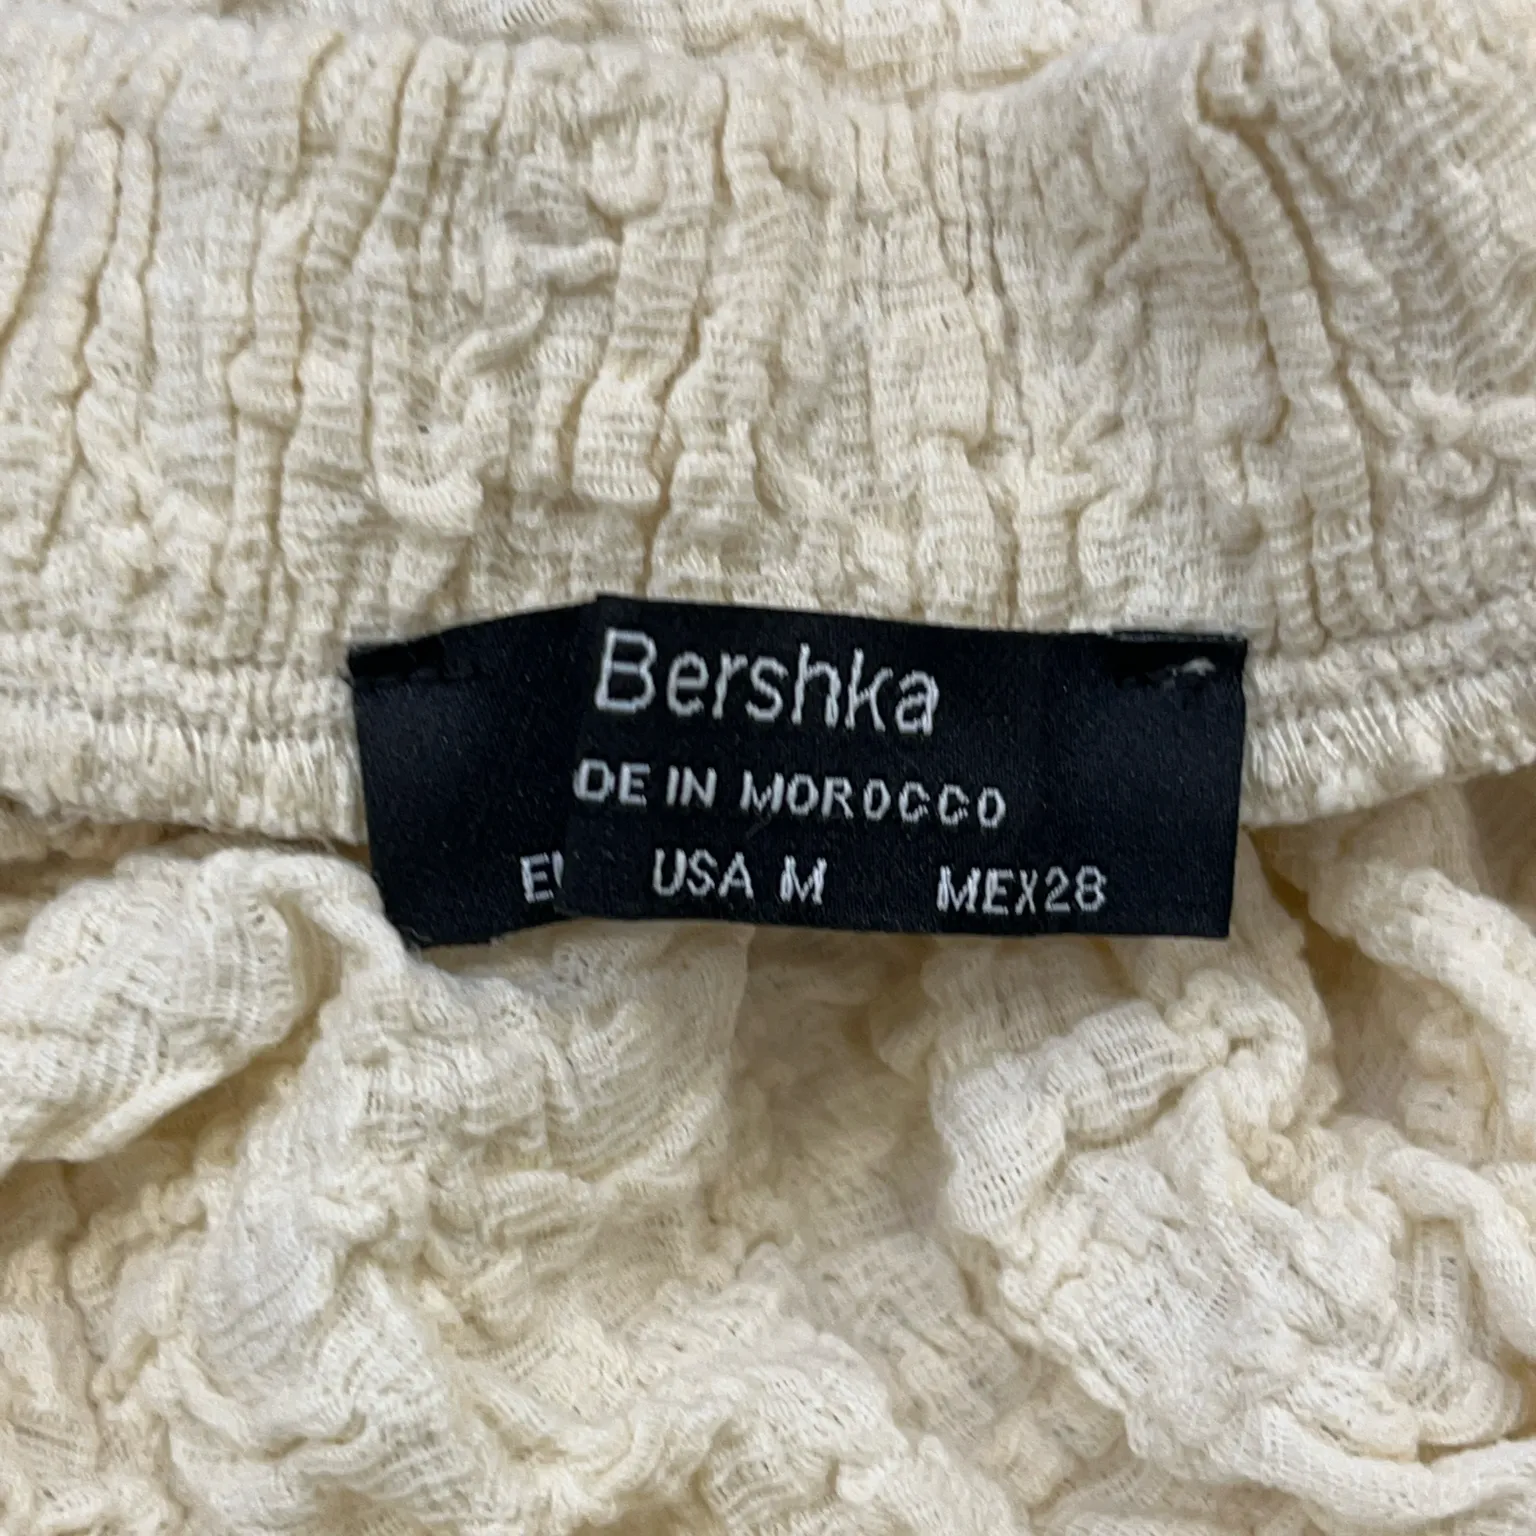 Bershka
DE IN MOROCCO
E USA M MEX28